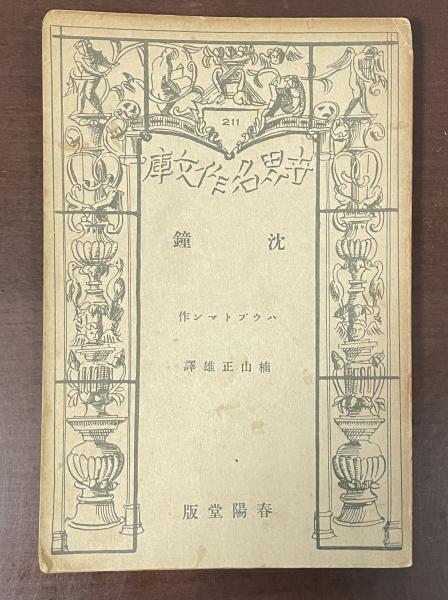 211
世界名作文庫
沈鐘
ハウプトマン作
楠山正雄譯
春陽堂版